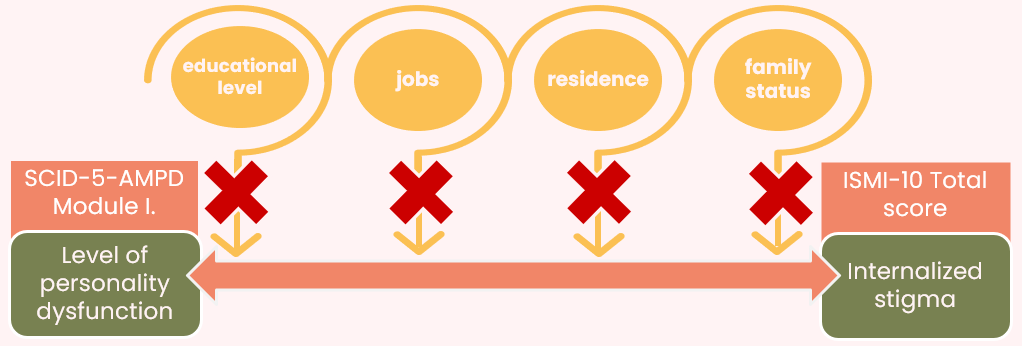 educational
level
jobs
residence
family
status
SCID-5-AMPD
Module I.
Level of
personality
dysfunction
ISMI-10 Total
score
Internalized
stigma